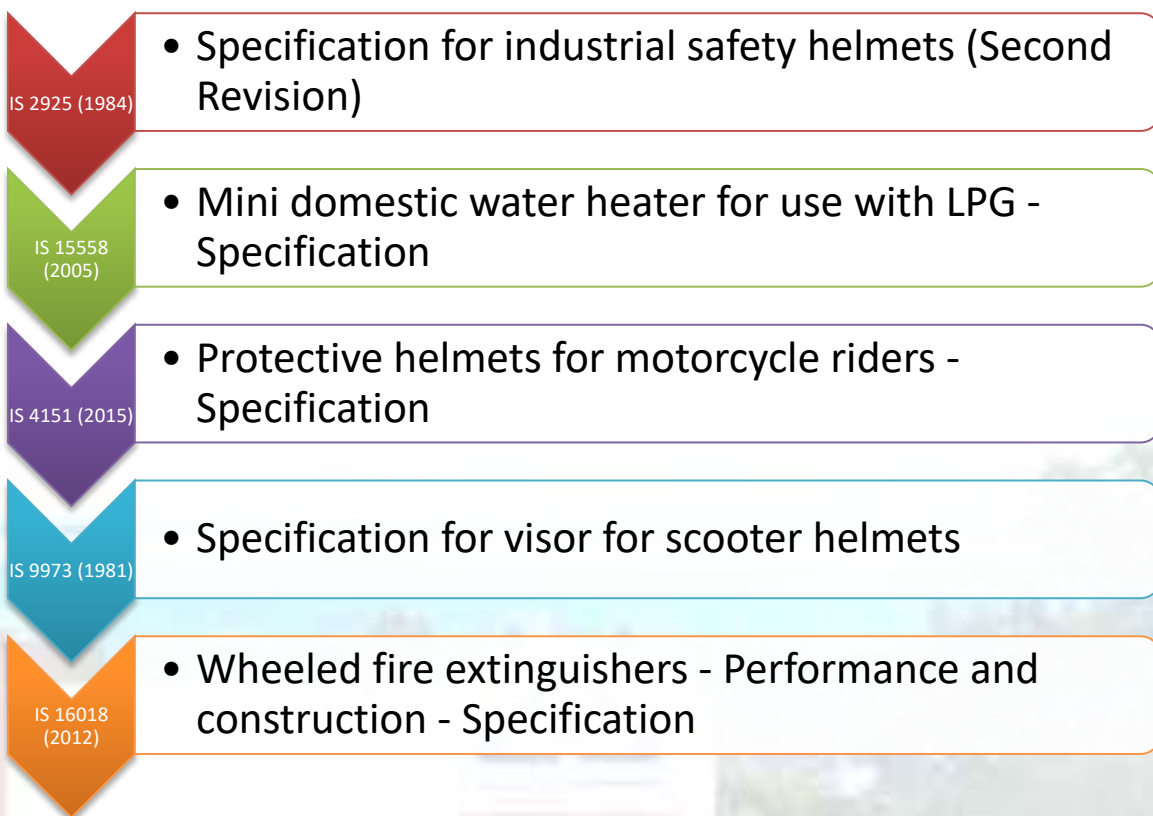 IS 2925 (1984)
• Specification for industrial safety helmets (Second
Revision)
IS 15558
(2005)
• Mini domestic water heater for use with LPG -
Specification
IS 4151 (2015)
• Protective helmets for motorcycle riders -
Specification
IS 9973 (1981)
• Specification for visor for scooter helmets
IS 16018
(2012)
• Wheeled fire extinguishers - Performance and
construction - Specification